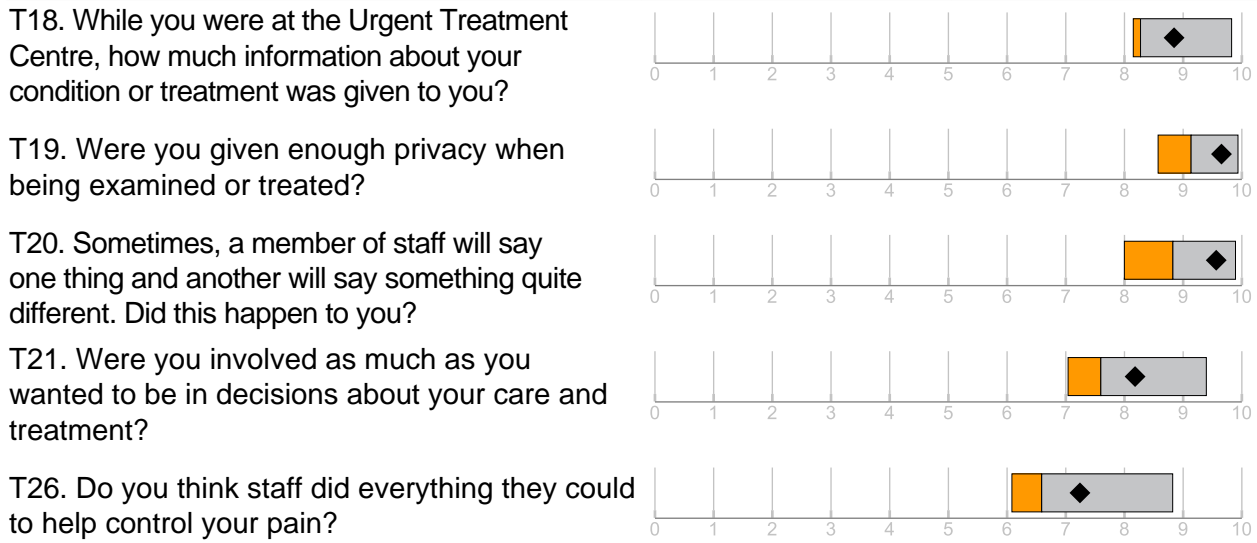 T18. While you were at the Urgent Treatment
Centre, how much information about your
condition or treatment was given to you?
0 1 2 3 4 5 6 7 8 9 10
T19. Were you given enough privacy when
being examined or treated?
0 1 2 3 4 5 6 7 8 9 10
T20. Sometimes, a member of staff will say
one thing and another will say something quite
different. Did this happen to you?
0 1 2 3 4 5 6 7 8 9 10
T21. Were you involved as much as you
wanted to be in decisions about your care and
treatment?
0 1 2 3 4 5 6 7 8 9 10
T26. Do you think staff did everything they could
to help control your pain?
0 1 2 3 4 5 6 7 8 9 10